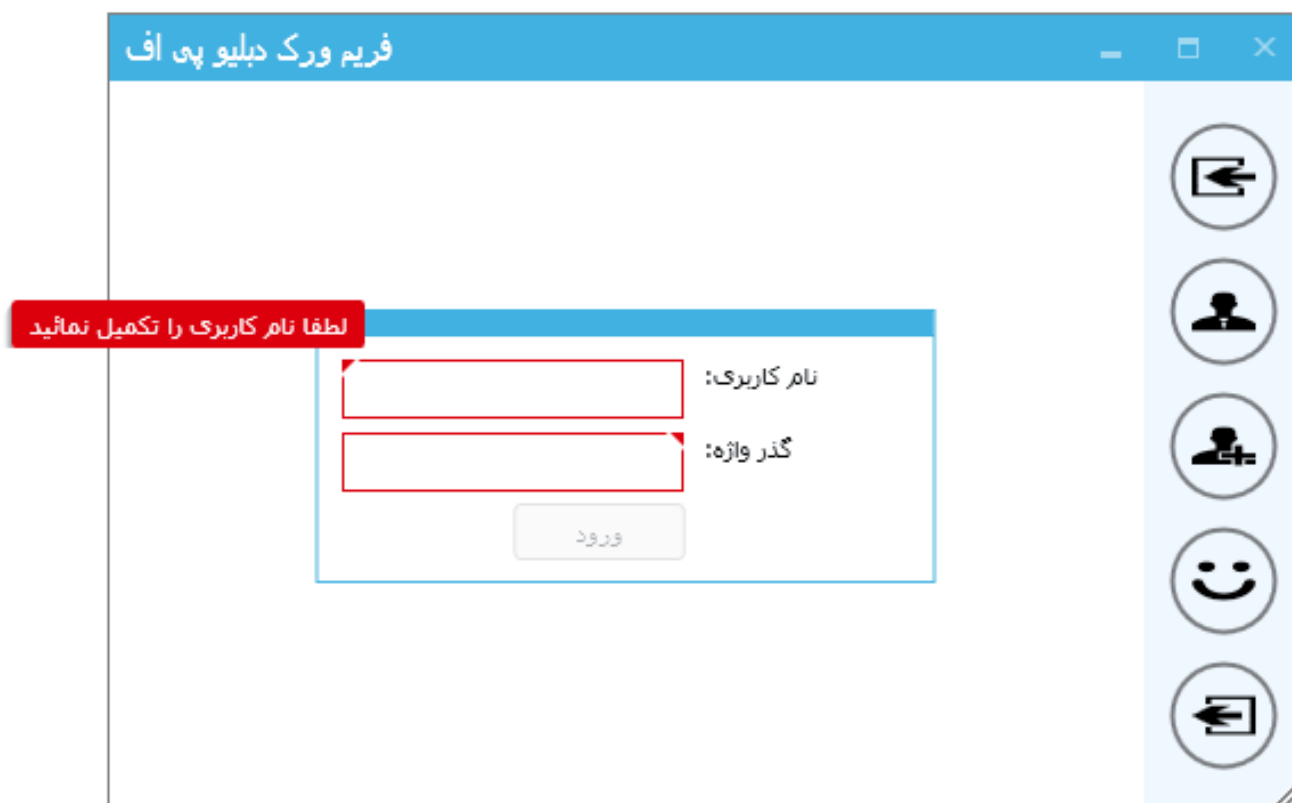 فریم ورک دبلیو پی اف
لطفا نام کاربری را تکمیل نمائید
نام کاربری:
گذر واژه:
ورود